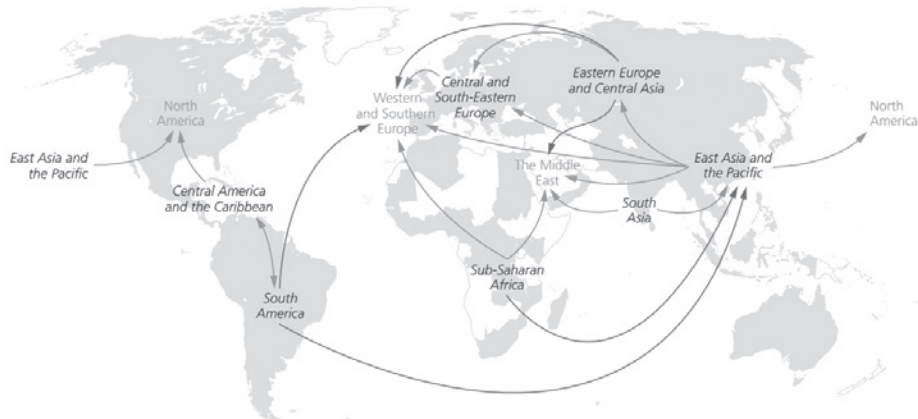 North
America
East Asia and
the Pacific
Central America
and the Caribbean
South
America
Western
and Southern
Europe
Central and
South-Eastern
Europe
Eastern Europe
and Central Asia
The Middle
East
South
Asia
Sub-Saharan
Africa
East Asia and
the Pacific
North
America